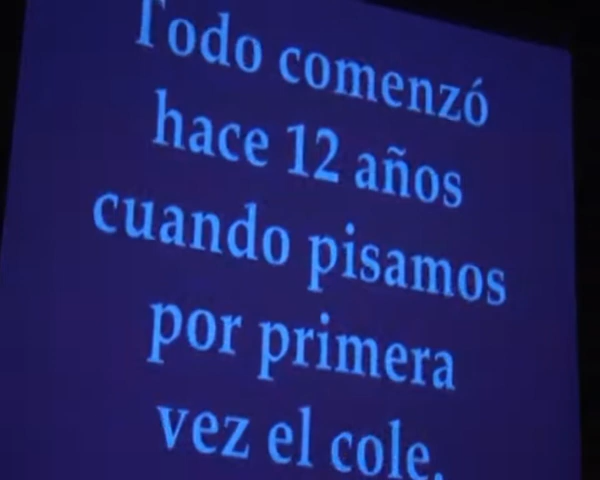 Todo comenzó
hace 12 años
cuando pisamos
por primera
vez el cole.